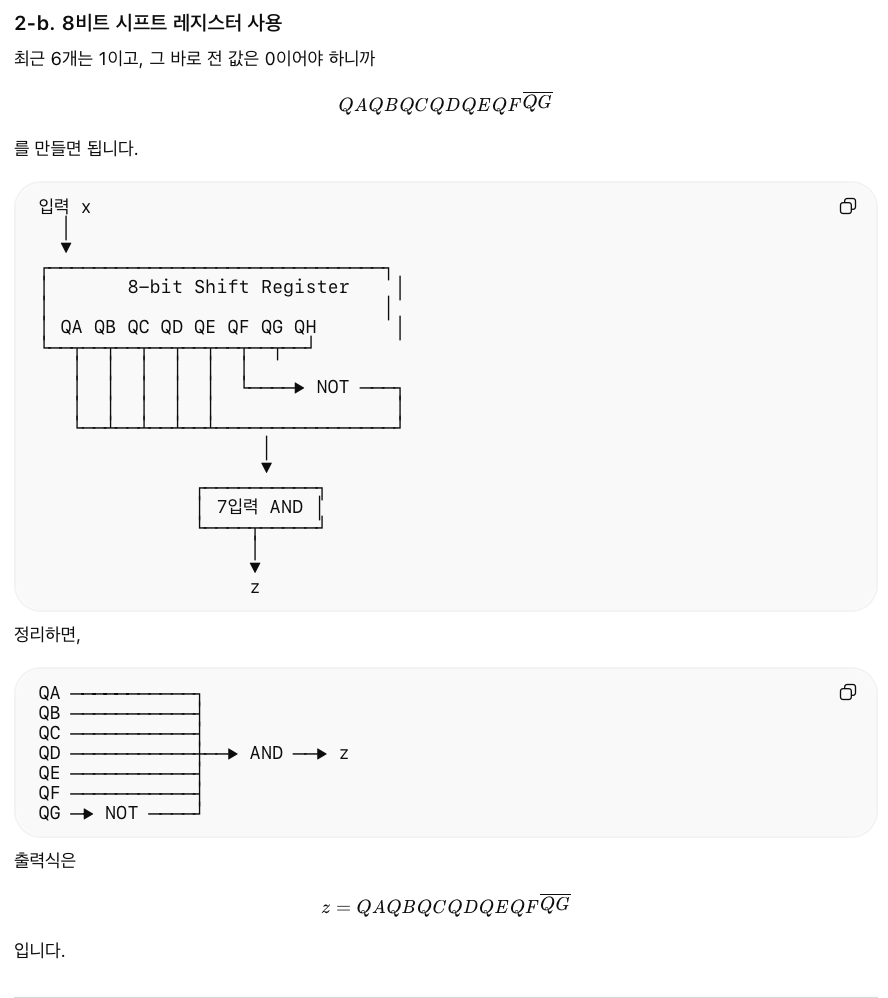 2-b. 8비트 시프트 레지스터 사용
최근 6개는 1이고, 그 바로 전 값은 0이어야 하니까
QAQBQCQDQEQF\overline{QG}
를 만들면 됩니다.
입력 x
8-bit Shift Register
QA QB QC QD QE QF QG QH
NOT
7입력 AND
z
정리하면,
QA
QB
QC
QD AND z
QE
QF
QG NOT
출력식은
z = QAQBQCQDQEQF\overline{QG}
입니다.